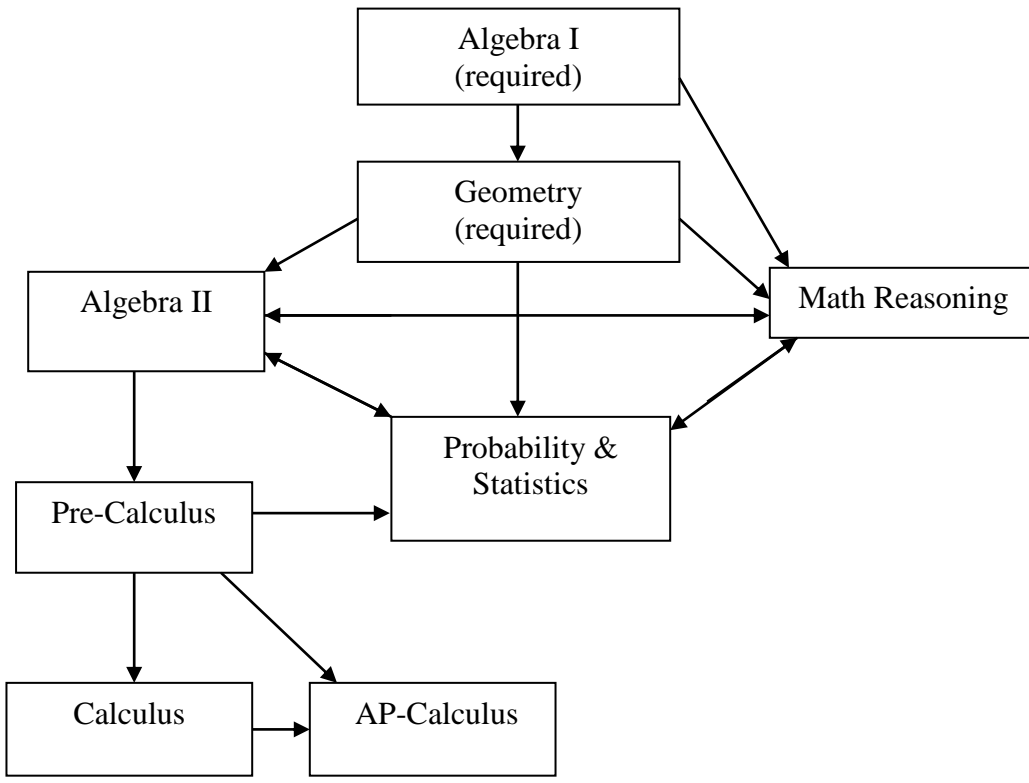 Algebra I
(required)
Geometry
(required)
Algebra II
Math Reasoning
Probability &
Statistics
Pre-Calculus
Calculus
AP-Calculus